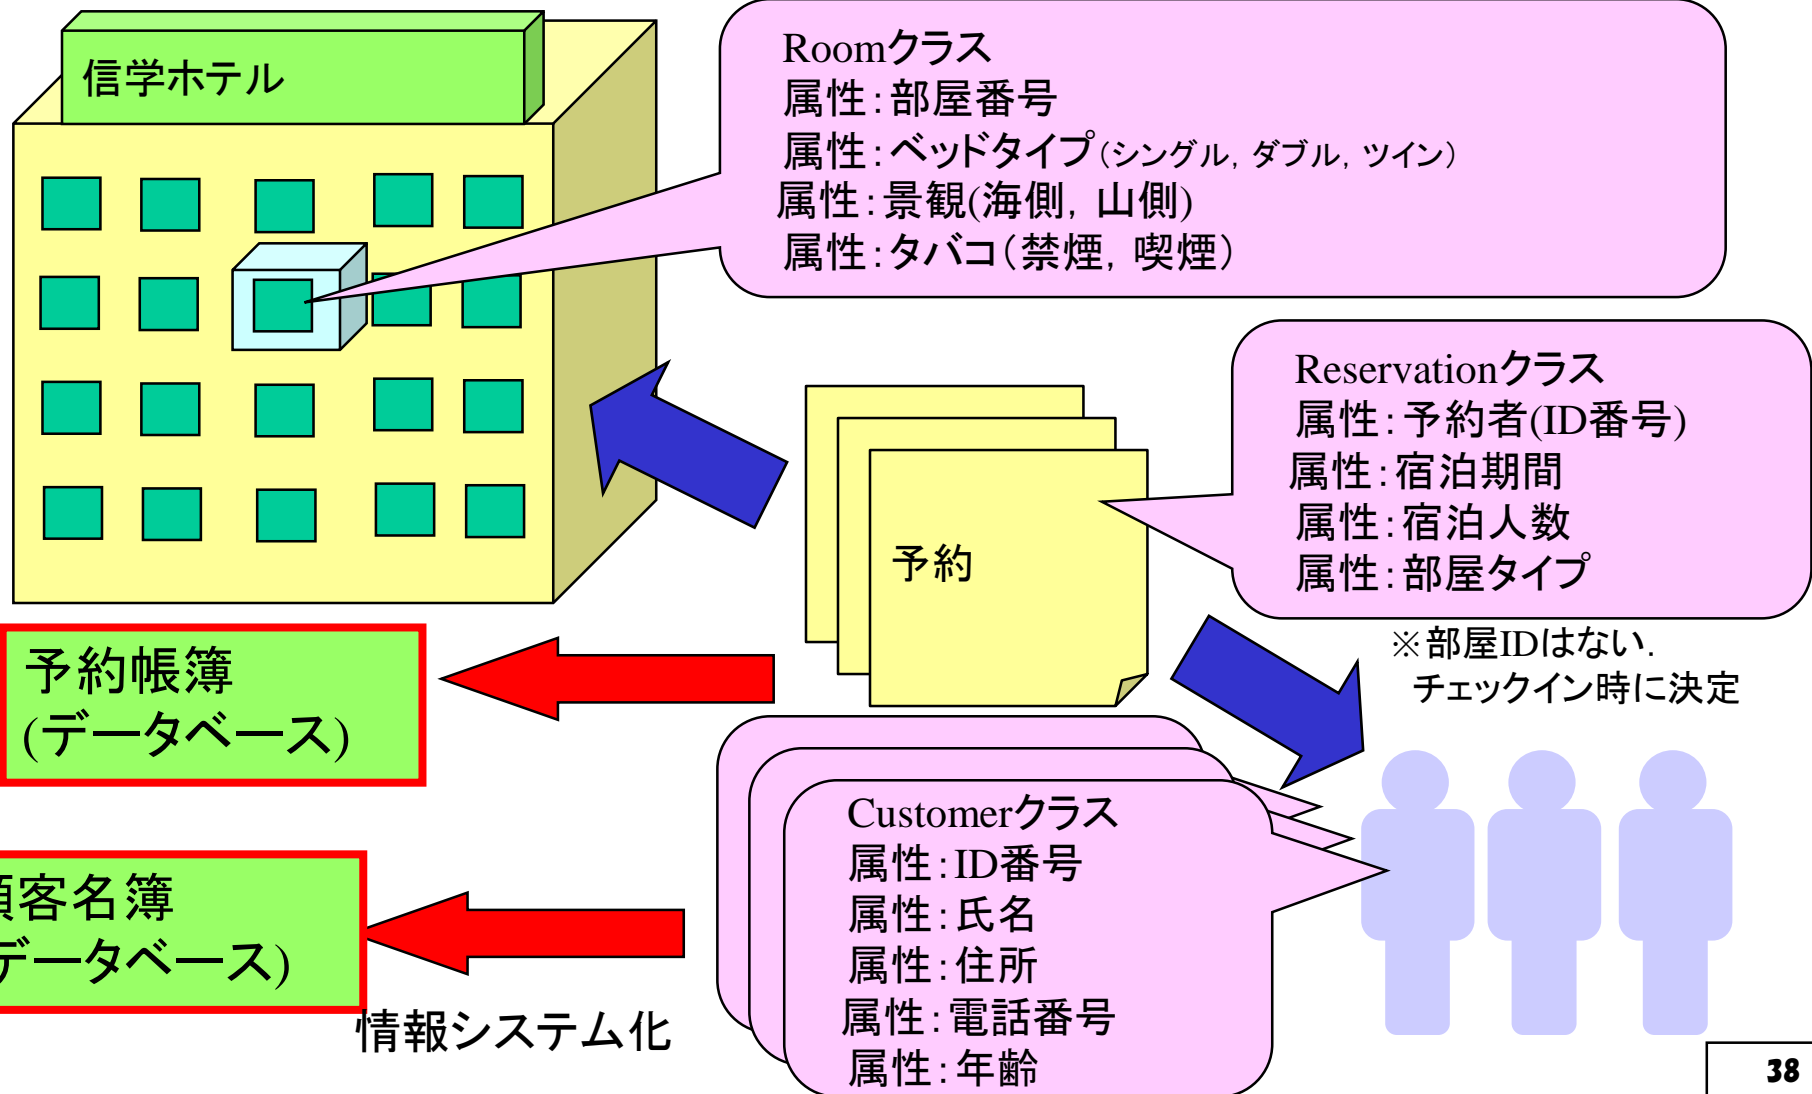 信学ホテル
Roomクラス
属性：部屋番号
属性：ベッドタイプ（シングル，ダブル，ツイン）
属性：景観(海側，山側)
属性：タバコ（禁煙，喫煙）
Reservationクラス
属性：予約者(ID番号)
属性：宿泊期間
属性：宿泊人数
属性：部屋タイプ
予約
※部屋IDはない．
チェックイン時に決定
予約帳簿
(データベース)
Customerクラス
属性：ID番号
属性：氏名
属性：住所
属性：電話番号
属性：年齢
顧客名簿
データベース)
情報システム化
38